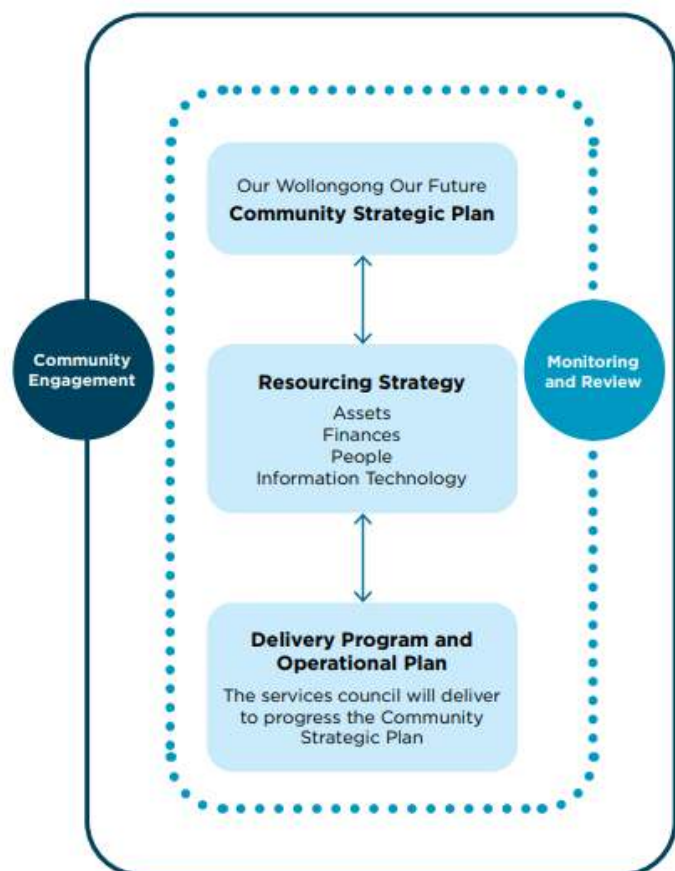 Our Wollongong Our Future
Community Strategic Plan
Community
Engagement
Monitoring
and Review
Resourcing Strategy
Assets
Finances
People
Information Technology
Delivery Program and
Operational Plan
The services council will deliver
to progress the Community
Strategic Plan